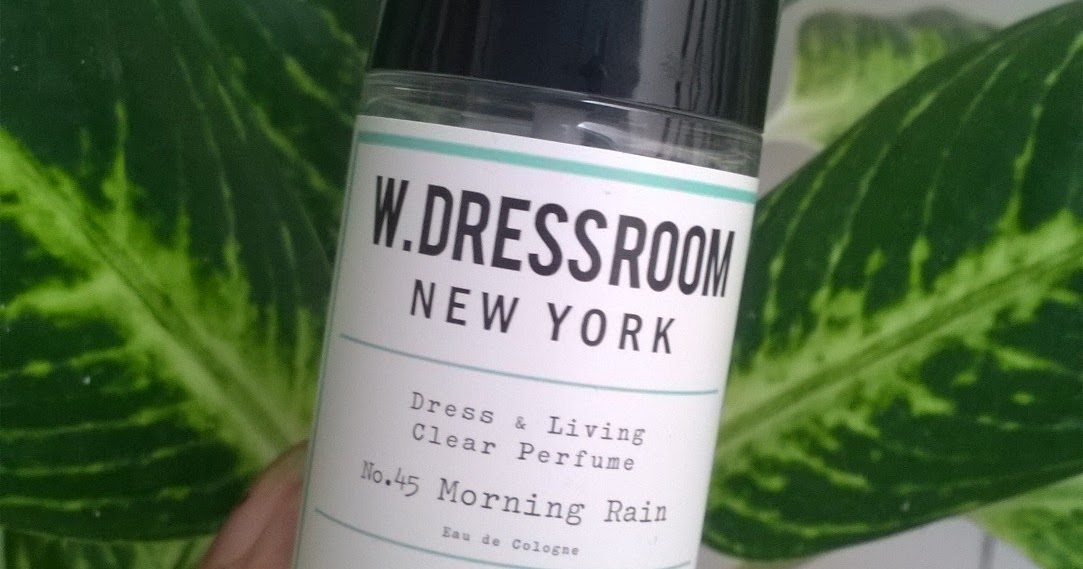 W.DRESSROOM
NEW YORK
Dress & Living
Clear Perfume
No.45 Morning Rain
Eau de Cologne